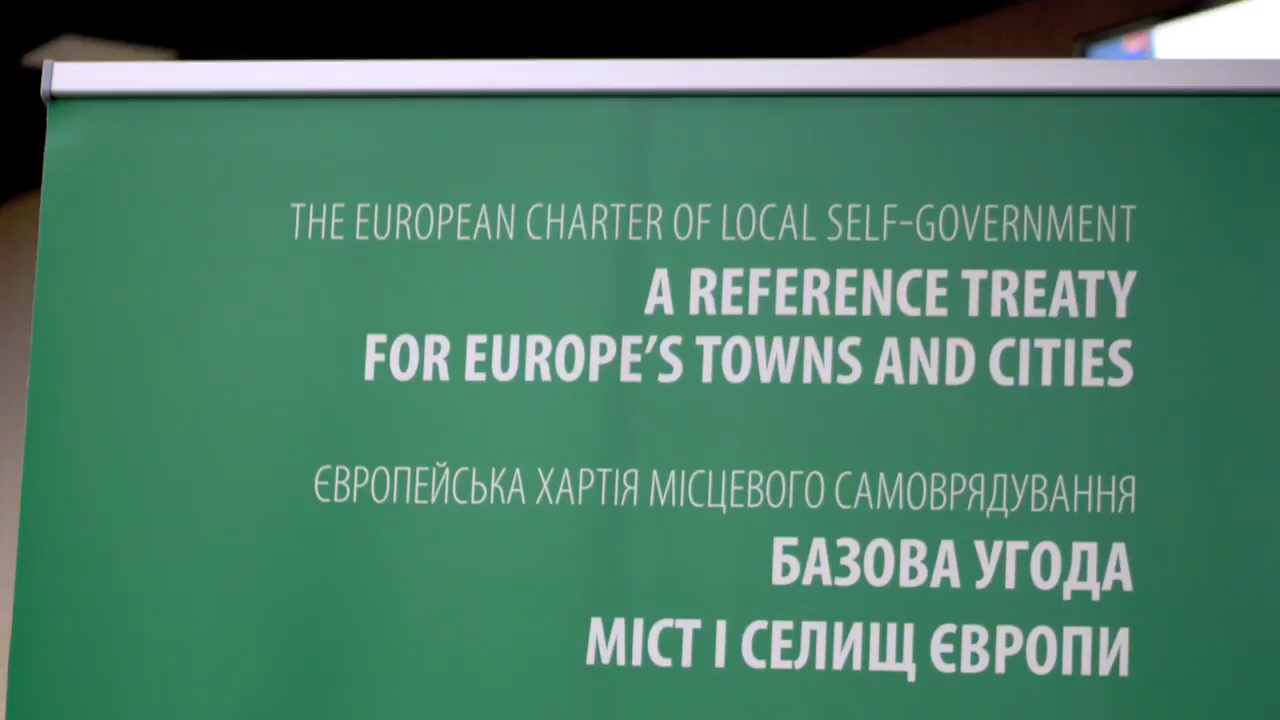 THE EUROPEAN CHARTER OF LOCAL SELF-GOVERNMENT
A REFERENCE TREATY
FOR EUROPE'S TOWNS AND CITIES
ЄВРОПЕЙСЬКА ХАРТІЯ МІСЦЕВОГО САМОВРЯДУВАННЯ
БАЗОВА УГОДА
МІСТ І СЕЛИЩ ЄВРОПИ